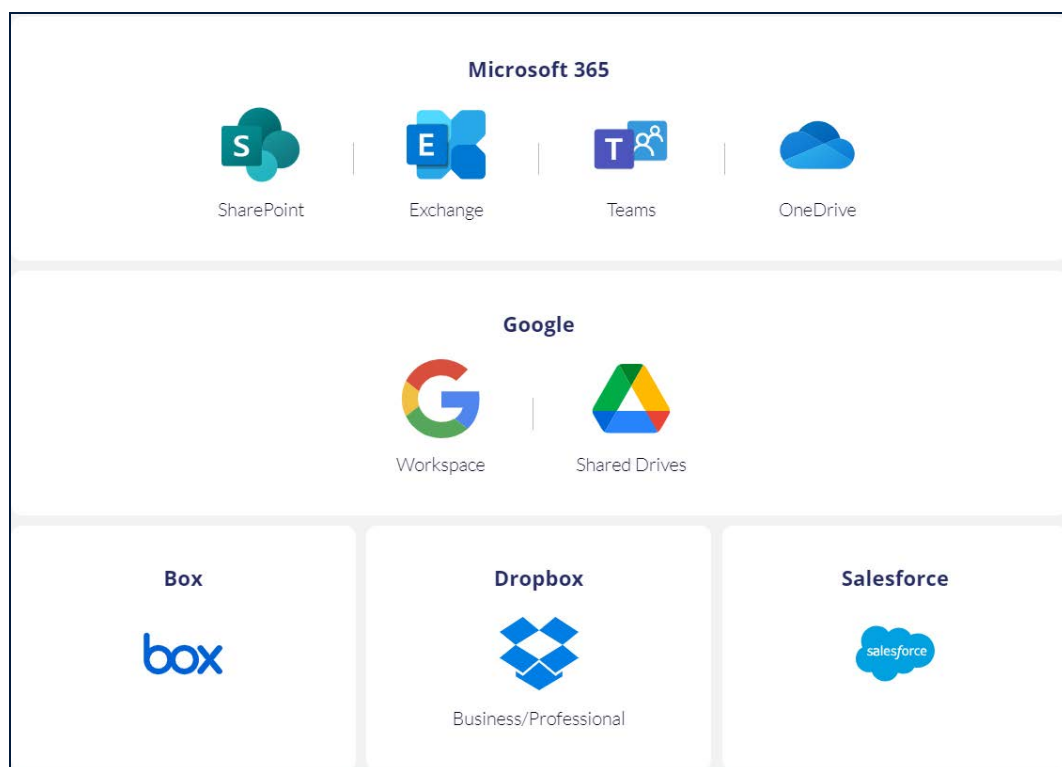 Microsoft 365
S E T
SharePoint Exchange Teams OneDrive
Google
Workspace Shared Drives
Box Dropbox Salesforce
box salesforce
Business/Professional